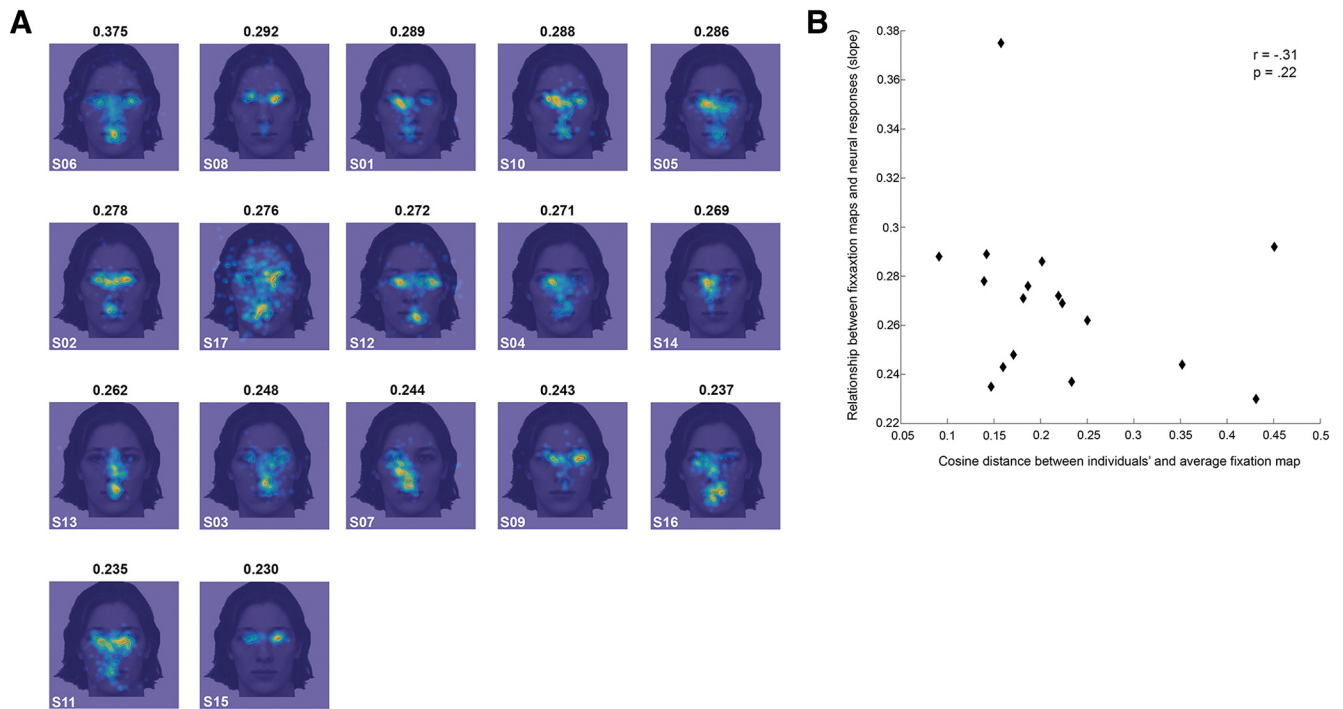 A
0.375 0.292 0.289 0.288 0.286
S06 S08 S01 S10 S05
0.278 0.276 0.272 0.271 0.269
S02 S17 S12 S04 S14
0.262 0.248 0.244 0.243 0.237
S13 S03 S07 S09 S16
0.235 0.230
S11 S15
B
Relationship between fixxaxtion maps and neural responses (slope)
0.38
0.36
0.34
0.32
0.3
0.28
0.26
0.24
0.22
r = -.31
p = .22
0.05 0.1 0.15 0.2 0.25 0.3 0.35 0.4 0.45 0.5
Cosine distance between individuals' and average fixation map